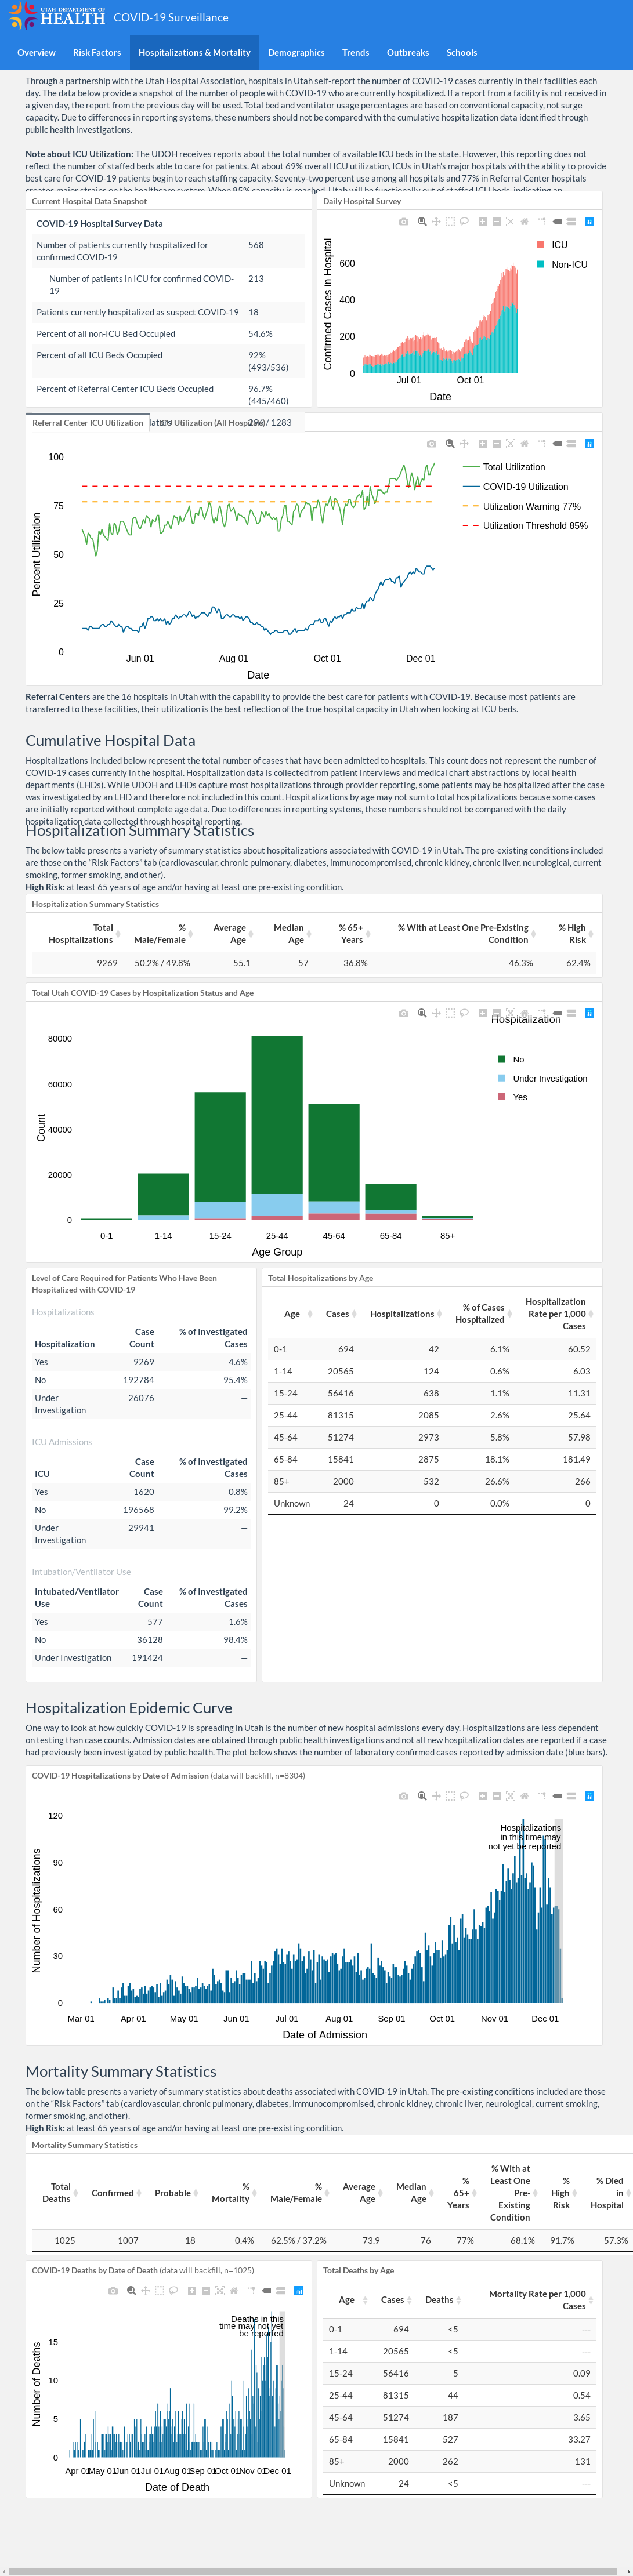 UTAH DEPARTMENT OF
HEALTH
COVID-19 Surveillance
Overview Risk Factors Hospitalizations & Mortality Demographics Trends Outbreaks Schools
Through a partnership with the Utah Hospital Association, hospitals in Utah self-report the number of COVID-19 cases currently in their facilities each
day. The data below provide a snapshot of the number of people with COVID-19 who are currently hospitalized. If a report from a facility is not received in
a given day, the report from the previous day will be used. Total bed and ventilator usage percentages are based on conventional capacity, not surge
capacity. Due to differences in reporting systems, these numbers should not be compared with the cumulative hospitalization data identified through
public health investigations.
Note about ICU Utilization: The UDOH receives reports about the total number of available ICU beds in the state. However, this reporting does not
reflect the number of staffed beds able to care for patients. At about 69% overall ICU utilization, ICUs in Utah's major hospitals with the ability to provide
best care for COVID-19 patients begin to reach staffing capacity. Seventy-two percent use among all hospitals and 77% in Referral Center hospitals
creates major strains on the healthcare system. When 85% capacity is reached, Utah will be functionally out of staffed ICU beds, indicating an
Current Hospital Data Snapshot
COVID-19 Hospital Survey Data
Number of patients currently hospitalized for confirmed COVID-19 568
Number of patients in ICU for confirmed COVID-19 213
Patients currently hospitalized as suspect COVID-19 18
Percent of all non-ICU Bed Occupied 54.6%
Percent of all ICU Beds Occupied 92% (493/536)
Percent of Referral Center ICU Beds Occupied 96.7% (445/460)
Daily Hospital Survey
Confirmed Cases in Hospital
600
400
200
0
Jul 01 Oct 01
Date
ICU
Non-ICU
Referral Center ICU Utilization ICU Utilization (All Hospitals)
/ 1283
Percent Utilization
100
75
50
25
0
Jun 01 Aug 01 Oct 01 Dec 01
Date
Total Utilization
COVID-19 Utilization
Utilization Warning 77%
Utilization Threshold 85%
Referral Centers are the 16 hospitals in Utah with the capability to provide the best care for patients with COVID-19. Because most patients are
transferred to these facilities, their utilization is the best reflection of the true hospital capacity in Utah when looking at ICU beds.
Cumulative Hospital Data
Hospitalizations included below represent the total number of cases that have been admitted to hospitals. This count does not represent the number of
COVID-19 cases currently in the hospital. Hospitalization data is collected from patient interviews and medical chart abstractions by local health
departments (LHDs). While UDOH and LHDs capture most hospitalizations through provider reporting, some patients may be hospitalized after the case
was investigated by an LHD and therefore not included in this count. Hospitalizations by age may not sum to total hospitalizations because some cases
are initially reported without complete age data. Due to differences in reporting systems, these numbers should not be compared with the daily
hospitalization data collected through hospital reporting.
Hospitalization Summary Statistics
The below table presents a variety of summary statistics about hospitalizations associated with COVID-19 in Utah. The pre-existing conditions included
are those on the "Risk Factors" tab (cardiovascular, chronic pulmonary, diabetes, immunocompromised, chronic kidney, chronic liver, neurological, current
smoking, former smoking, and other).
High Risk: at least 65 years of age and/or having at least one pre-existing condition.
Hospitalization Summary Statistics
Total Hospitalizations % Male/Female Average Age Median Age % 65+ Years % With at Least One Pre-Existing Condition % High Risk
9269 50.2% / 49.8% 55.1 57 36.8% 46.3% 62.4%
Total Utah COVID-19 Cases by Hospitalization Status and Age
Count
80000
60000
40000
20000
0
0-1 1-14 15-24 25-44 45-64 65-84 85+
Age Group
Hospitalization
No
Under Investigation
Yes
Level of Care Required for Patients Who Have Been
Hospitalized with COVID-19
Hospitalizations
Hospitalization Case Count % of Investigated Cases
Yes 9269 4.6%
No 192784 95.4%
Under Investigation 26076 —
ICU Admissions
ICU Case Count % of Investigated Cases
Yes 1620 0.8%
No 196568 99.2%
Under Investigation 29941 —
Intubation/Ventilator Use
Intubated/Ventilator Use Case Count % of Investigated Cases
Yes 577 1.6%
No 36128 98.4%
Under Investigation 191424 —
Total Hospitalizations by Age
Age Cases Hospitalizations % of Cases Hospitalized Hospitalization Rate per 1,000 Cases
0-1 694 42 6.1% 60.52
1-14 20565 124 0.6% 6.03
15-24 56416 638 1.1% 11.31
25-44 81315 2085 2.6% 25.64
45-64 51274 2973 5.8% 57.98
65-84 15841 2875 18.1% 181.49
85+ 2000 532 26.6% 266
Unknown 24 0 0.0% 0
Hospitalization Epidemic Curve
One way to look at how quickly COVID-19 is spreading in Utah is the number of new hospital admissions every day. Hospitalizations are less dependent
on testing than case counts. Admission dates are obtained through public health investigations and not all new hospitalization dates are reported if a case
had previously been investigated by public health. The plot below shows the number of laboratory confirmed cases reported by admission date (blue bars).
COVID-19 Hospitalizations by Date of Admission (data will backfill, n=8304)
Number of Hospitalizations
120
90
60
30
0
Hospitalizations
in this time may
not yet be reported
Mar 01 Apr 01 May 01 Jun 01 Jul 01 Aug 01 Sep 01 Oct 01 Nov 01 Dec 01
Date of Admission
Mortality Summary Statistics
The below table presents a variety of summary statistics about deaths associated with COVID-19 in Utah. The pre-existing conditions included are those
on the "Risk Factors" tab (cardiovascular, chronic pulmonary, diabetes, immunocompromised, chronic kidney, chronic liver, neurological, current smoking,
former smoking, and other).
High Risk: at least 65 years of age and/or having at least one pre-existing condition.
Mortality Summary Statistics
Total Deaths Confirmed Probable % Mortality % Male/Female Average Age Median Age % 65+ Years % With at Least One Pre-Existing Condition % High Risk % Died in Hospital
1025 1007 18 0.4% 62.5% / 37.2% 73.9 76 77% 68.1% 91.7% 57.3%
COVID-19 Deaths by Date of Death (data will backfill, n=1025)
Number of Deaths
15
10
5
0
Deaths in this
time may not yet
be reported
Apr 01 May 01 Jun 01 Jul 01 Aug 01 Sep 01 Oct 01 Nov 01 Dec 01
Date of Death
Total Deaths by Age
Age Cases Deaths Mortality Rate per 1,000 Cases
0-1 694 <5 ---
1-14 20565 <5 ---
15-24 56416 5 0.09
25-44 81315 44 0.54
45-64 51274 187 3.65
65-84 15841 527 33.27
85+ 2000 262 131
Unknown 24 <5 ---